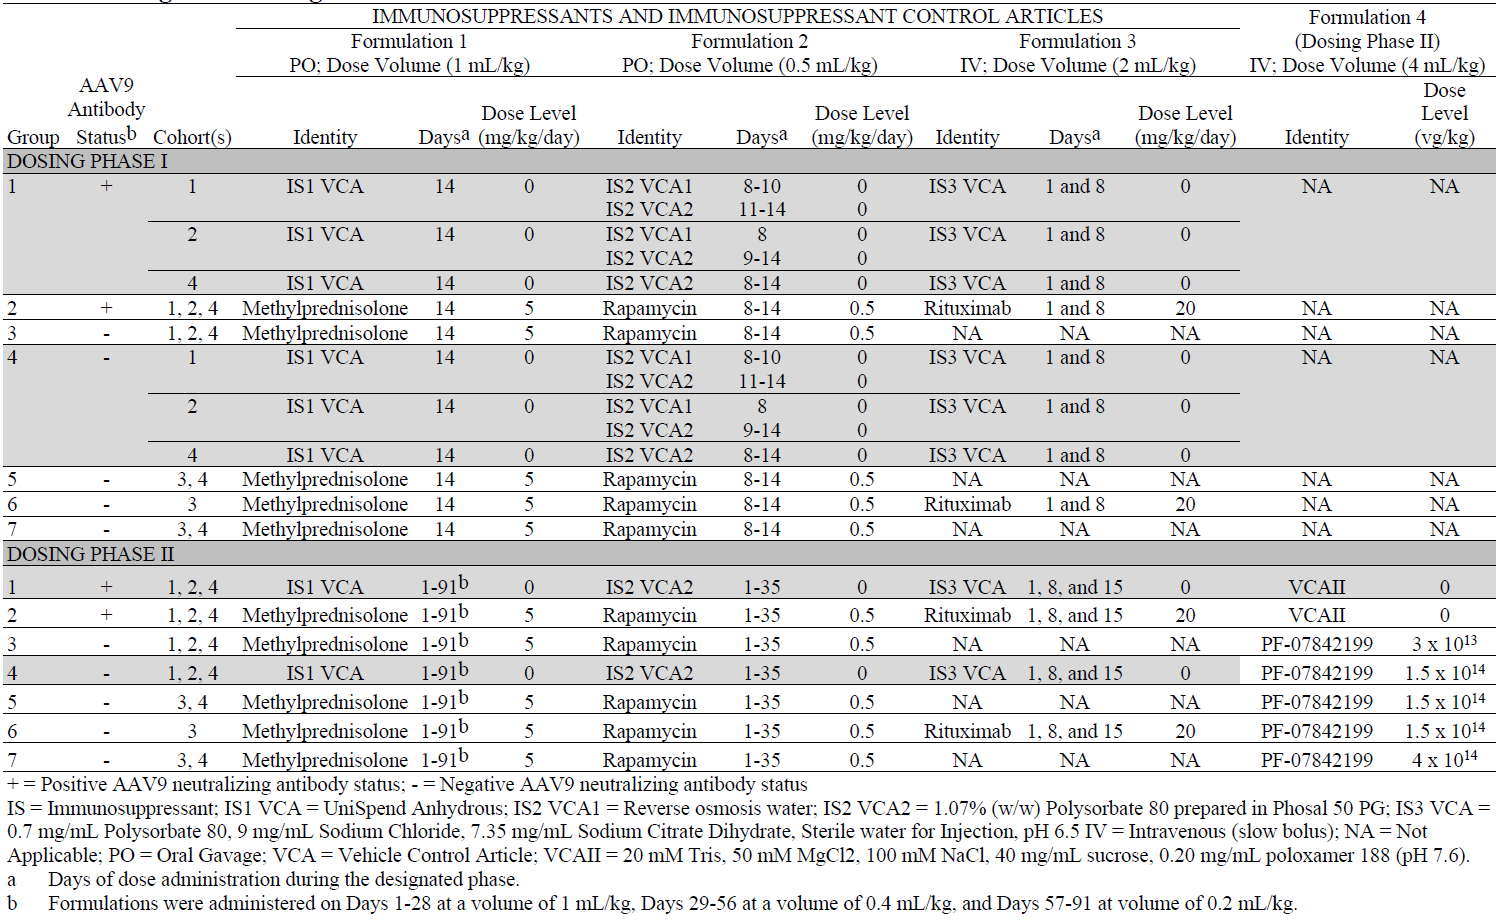 IMMUNOSUPPRESSANTS AND IMMUNOSUPPRESSANT CONTROL ARTICLES Formulation 4
Formulation 1 Formulation 2 Formulation 3 (Dosing Phase II)
PO; Dose Volume (1 mL/kg) PO; Dose Volume (0.5 mL/kg) IV; Dose Volume (2 mL/kg) IV; Dose Volume (4 mL/kg)
AAV9 Dose
Antibody Dose Level Dose Level Dose Level Level
Group Statusb Cohort(s) Identity Daysa (mg/kg/day) Identity Daysa (mg/kg/day) Identity Daysa (mg/kg/day) Identity (vg/kg)
DOSING PHASE I
1 + 1 IS1 VCA 14 0 IS2 VCA1 8-10 0 IS3 VCA 1 and 8 0 NA NA
IS2 VCA2 11-14 0
2 IS1 VCA 14 0 IS2 VCA1 8 0 IS3 VCA 1 and 8 0
IS2 VCA2 9-14 0
4 IS1 VCA 14 0 IS2 VCA2 8-14 0 IS3 VCA 1 and 8 0
2 + 1, 2, 4 Methylprednisolone 14 5 Rapamycin 8-14 0.5 Rituximab 1 and 8 20 NA NA
3 - 1, 2, 4 Methylprednisolone 14 5 Rapamycin 8-14 0.5 NA NA NA NA NA
4 - 1 IS1 VCA 14 0 IS2 VCA1 8-10 0 IS3 VCA 1 and 8 0 NA NA
IS2 VCA2 11-14 0
2 IS1 VCA 14 0 IS2 VCA1 8 0 IS3 VCA 1 and 8 0
IS2 VCA2 9-14 0
4 IS1 VCA 14 0 IS2 VCA2 8-14 0 IS3 VCA 1 and 8 0
5 - 3, 4 Methylprednisolone 14 5 Rapamycin 8-14 0.5 NA NA NA NA NA
6 - 3 Methylprednisolone 14 5 Rapamycin 8-14 0.5 Rituximab 1 and 8 20 NA NA
7 - 3, 4 Methylprednisolone 14 5 Rapamycin 8-14 0.5 NA NA NA NA NA
DOSING PHASE II
1 + 1, 2, 4 IS1 VCA 1-91b 0 IS2 VCA2 1-35 0 IS3 VCA 1, 8, and 15 0 VCAII 0
2 + 1, 2, 4 Methylprednisolone 1-91b 5 Rapamycin 1-35 0.5 Rituximab 1, 8, and 15 20 VCAII 0
3 - 1, 2, 4 Methylprednisolone 1-91b 5 Rapamycin 1-35 0.5 NA NA NA PF-07842199 3 x 10¹³
4 - 1, 2, 4 IS1 VCA 1-91b 0 IS2 VCA2 1-35 0 IS3 VCA 1, 8, and 15 0 PF-07842199 1.5 x 10¹⁴
5 - 3, 4 Methylprednisolone 1-91b 5 Rapamycin 1-35 0.5 NA NA NA PF-07842199 1.5 x 10¹⁴
6 - 3 Methylprednisolone 1-91b 5 Rapamycin 1-35 0.5 Rituximab 1, 8, and 15 20 PF-07842199 1.5 x 10¹⁴
7 - 3, 4 Methylprednisolone 1-91b 5 Rapamycin 1-35 0.5 NA NA NA PF-07842199 4 x 10¹⁴
+ = Positive AAV9 neutralizing antibody status; - = Negative AAV9 neutralizing antibody status
IS = Immunosuppressant; IS1 VCA = UniSpend Anhydrous; IS2 VCA1 = Reverse osmosis water; IS2 VCA2 = 1.07% (w/w) Polysorbate 80 prepared in Phosal 50 PG; IS3 VCA =
0.7 mg/mL Polysorbate 80, 9 mg/mL Sodium Chloride, 7.35 mg/mL Sodium Citrate Dihydrate, Sterile water for Injection, pH 6.5 IV = Intravenous (slow bolus); NA = Not
Applicable; PO = Oral Gavage; VCA = Vehicle Control Article; VCAII = 20 mM Tris, 50 mM MgCl2, 100 mM NaCl, 40 mg/mL sucrose, 0.20 mg/mL poloxamer 188 (pH 7.6).
a Days of dose administration during the designated phase.
b Formulations were administered on Days 1-28 at a volume of 1 mL/kg, Days 29-56 at a volume of 0.4 mL/kg, and Days 57-91 at volume of 0.2 mL/kg.